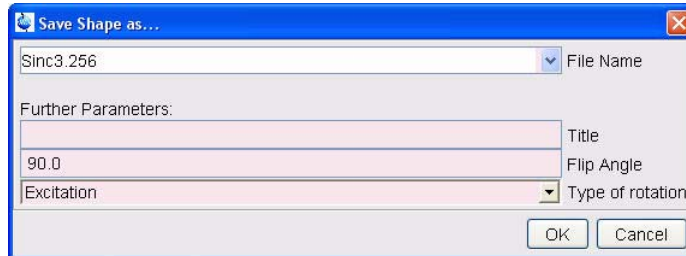 Save Shape as...
Sinc3.256 File Name
Further Parameters:
Title
90.0 Flip Angle
Excitation Type of rotation
OK Cancel